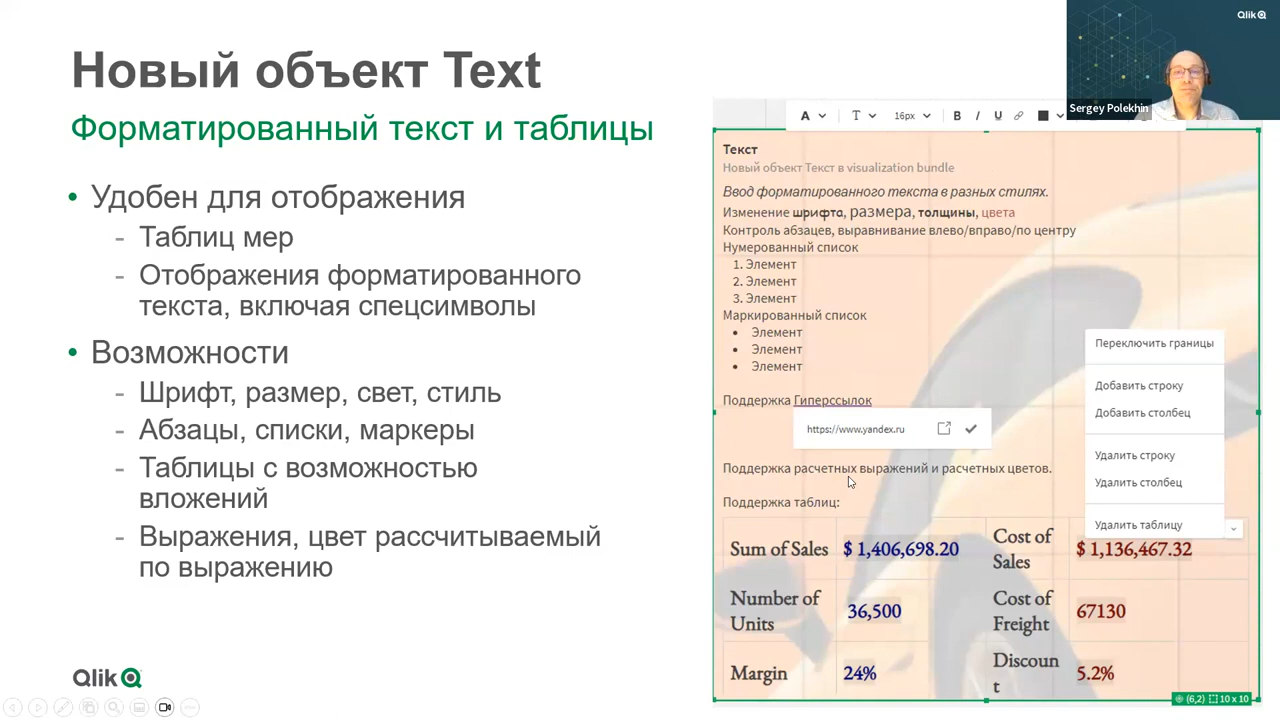 Новый объект Text
Форматированный текст и таблицы
• Удобен для отображения
- Таблиц мер
- Отображения форматированного
текста, включая спецсимволы
• Возможности
- Шрифт, размер, свет, стиль
- Абзацы, списки, маркеры
- Таблицы с возможностью
вложений
- Выражения, цвет рассчитываемый
по выражению
Qlik
Qlik
Sergey Polekhin
A T 16px B I U
Текст
Новый объект Текст в visualization bundle
Ввод форматированного текста в разных стилях.
Изменение шрифта, размера, толщины, цвета
Контроль абзацев, выравнивание влево/вправо/по центру
Нумерованный список
1. Элемент
2. Элемент
3. Элемент
Маркированный список
• Элемент
• Элемент
• Элемент
Поддержка Гиперссылок
https://www.yandex.ru
Поддержка расчетных выражений и расчетных цветов.
Поддержка таблиц:
Переключить границы
Добавить строку
Добавить столбец
Удалить строку
Удалить столбец
Удалить таблицу
Sum of Sales $ 1,406,698.20 Cost of Sales $ 1,136,467.32
Number of Units 36,500 Cost of Freight 67130
Margin 24% Discount 5.2%
(6,2) 10 x 10